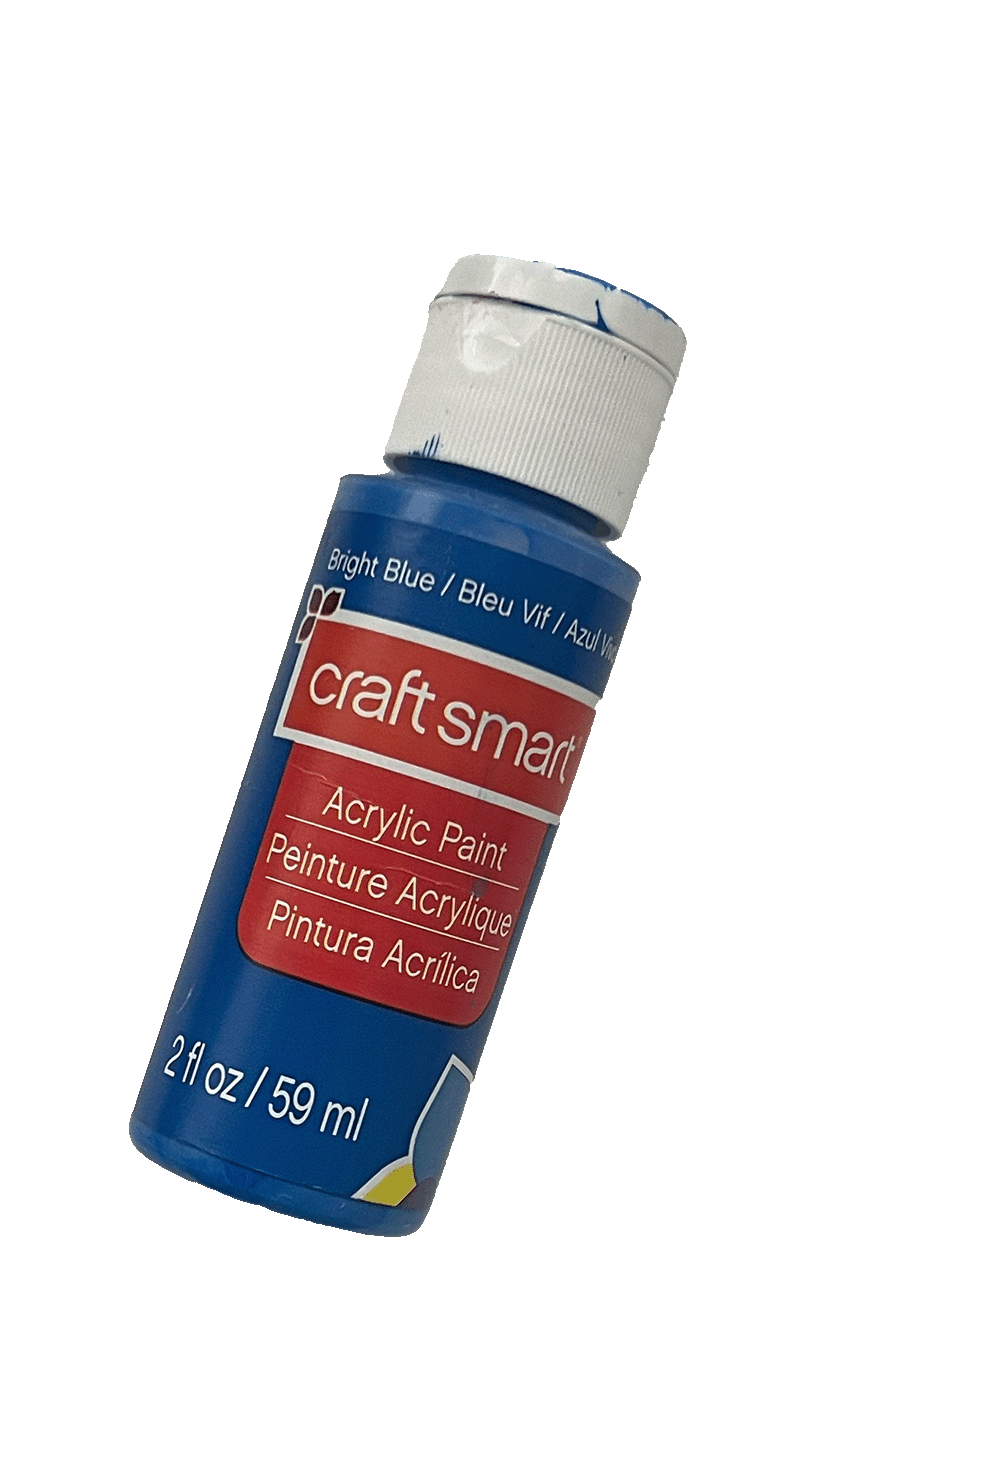 Bright Blue / Bleu Vif / Azul
craft smart
Acrylic Paint
Peinture Acrylique
Pintura Acrílica
2 fl oz / 59 ml